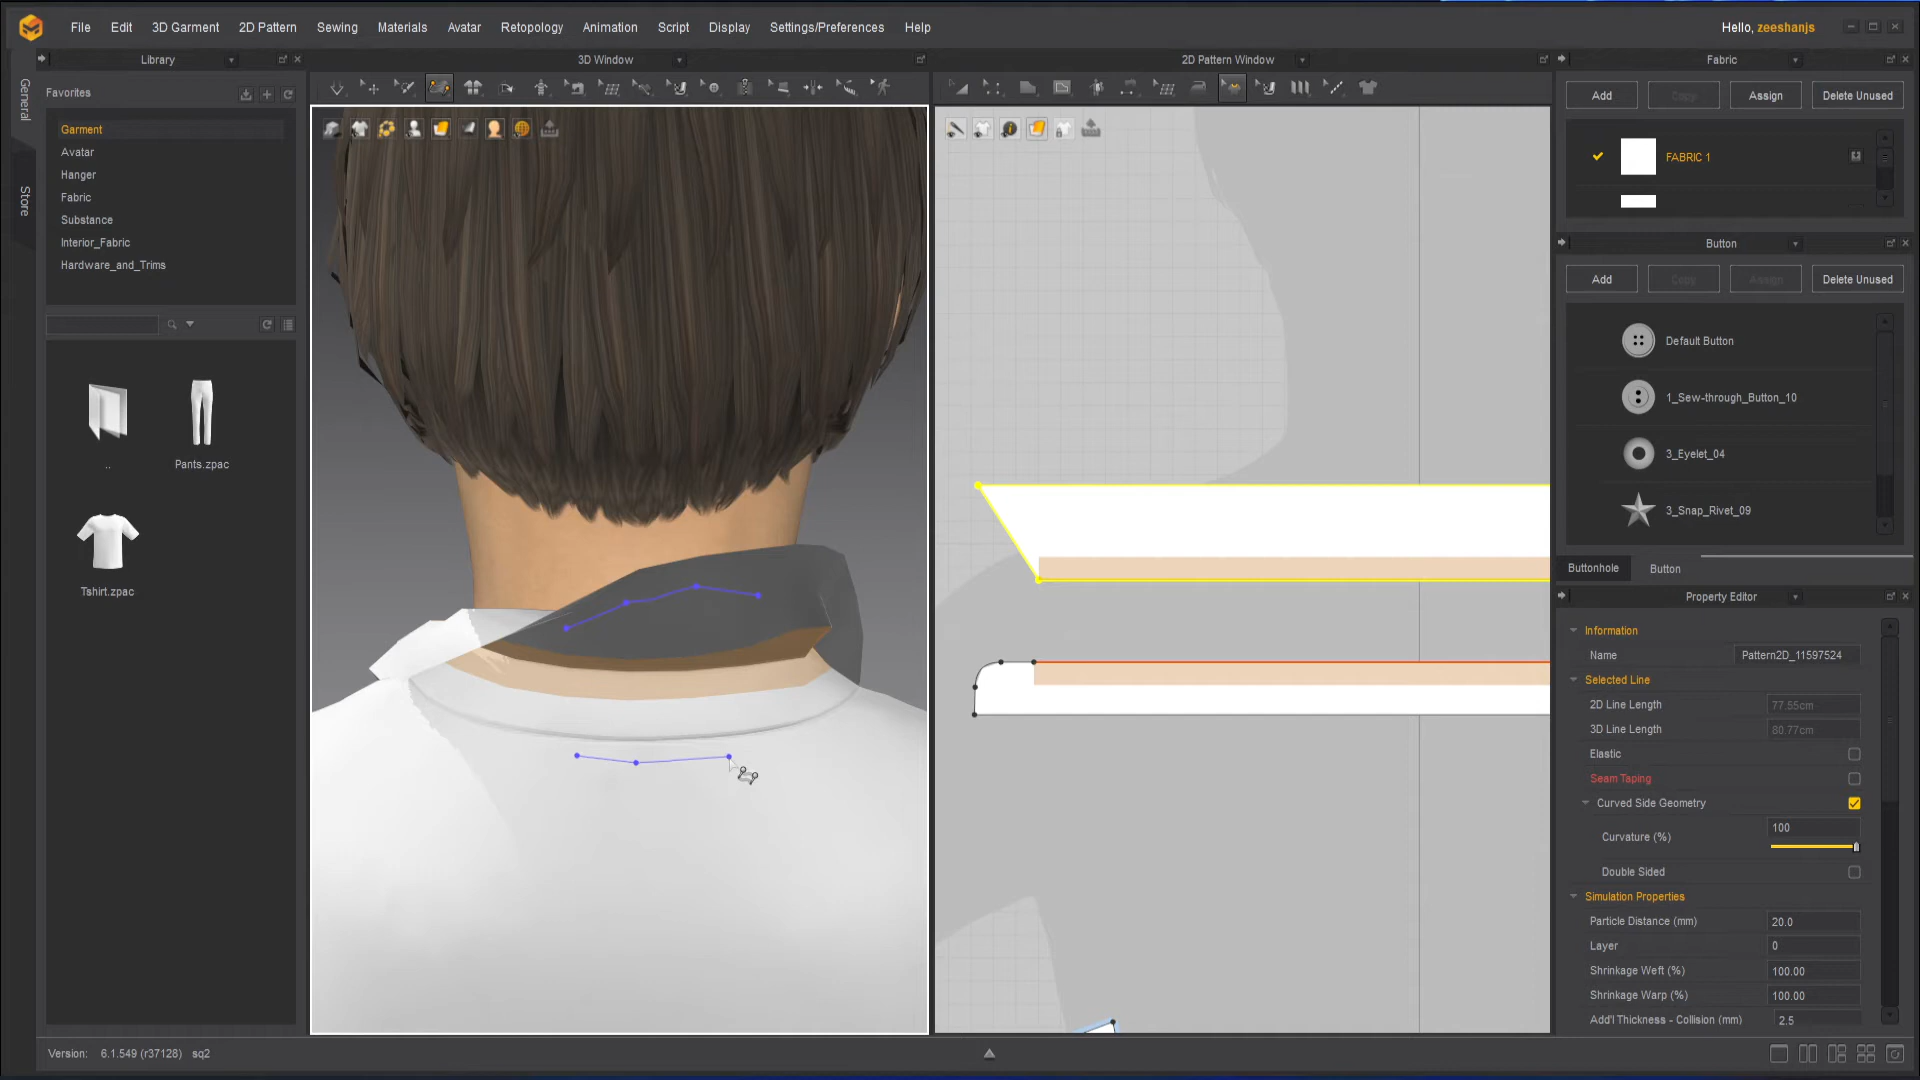 File Edit 3D Garment 2D Pattern Sewing Materials Avatar Retopology Animation Script Display Settings/Preferences Help
Hello, zeeshanjs
Library
3D Window
2D Pattern Window
Fabric
General
Store
Favorites
Garment
Avatar
Hanger
Fabric
Substance
Interior_Fabric
Hardware_and_Trims
..
Pants.zpac
Tshirt.zpac
Add Copy Assign Delete Unused
FABRIC 1
Button
Add Copy Assign Delete Unused
Default Button
1_Sew-through_Button_10
3_Eyelet_04
3_Snap_Rivet_09
Buttonhole Button
Property Editor
Information
Name Pattern2D_11597524
Selected Line
2D Line Length 77.55cm
3D Line Length 80.77cm
Elastic
Seam Taping
Curved Side Geometry
Curvature (%) 100
Double Sided
Simulation Properties
Particle Distance (mm) 20.0
Layer 0
Shrinkage Weft (%) 100.00
Shrinkage Warp (%) 100.00
Add'l Thickness - Collision (mm) 2.5
Version: 6.1.549 (r37128) sq2